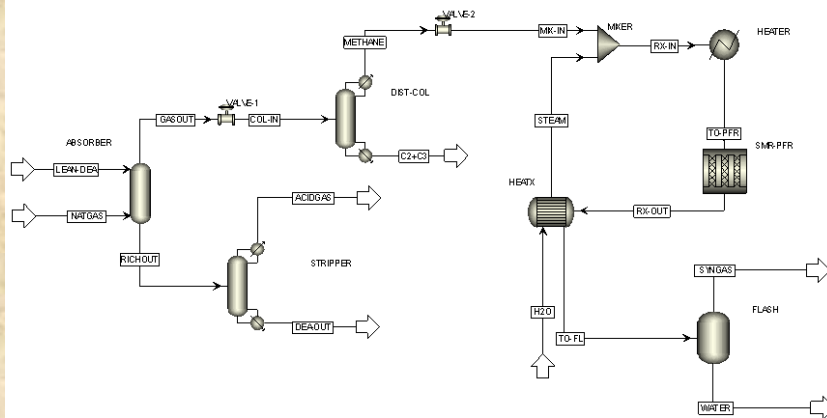 VALVE-2
METHANE
MIX-IN
MIXER
RX-IN
HEATER
DIST-COL
VALVE-1
GASOUT
COL-IN
ABSORBER
STEAM
TO-PFR
SMR-PFR
C2+C3
LEAN-DEA
HEATX
ACIDGAS
NATGAS
RX-OUT
RICHOUT
STRIPPER
SYNGAS
FLASH
H2O
DEAOUT
TO-FL
WATER